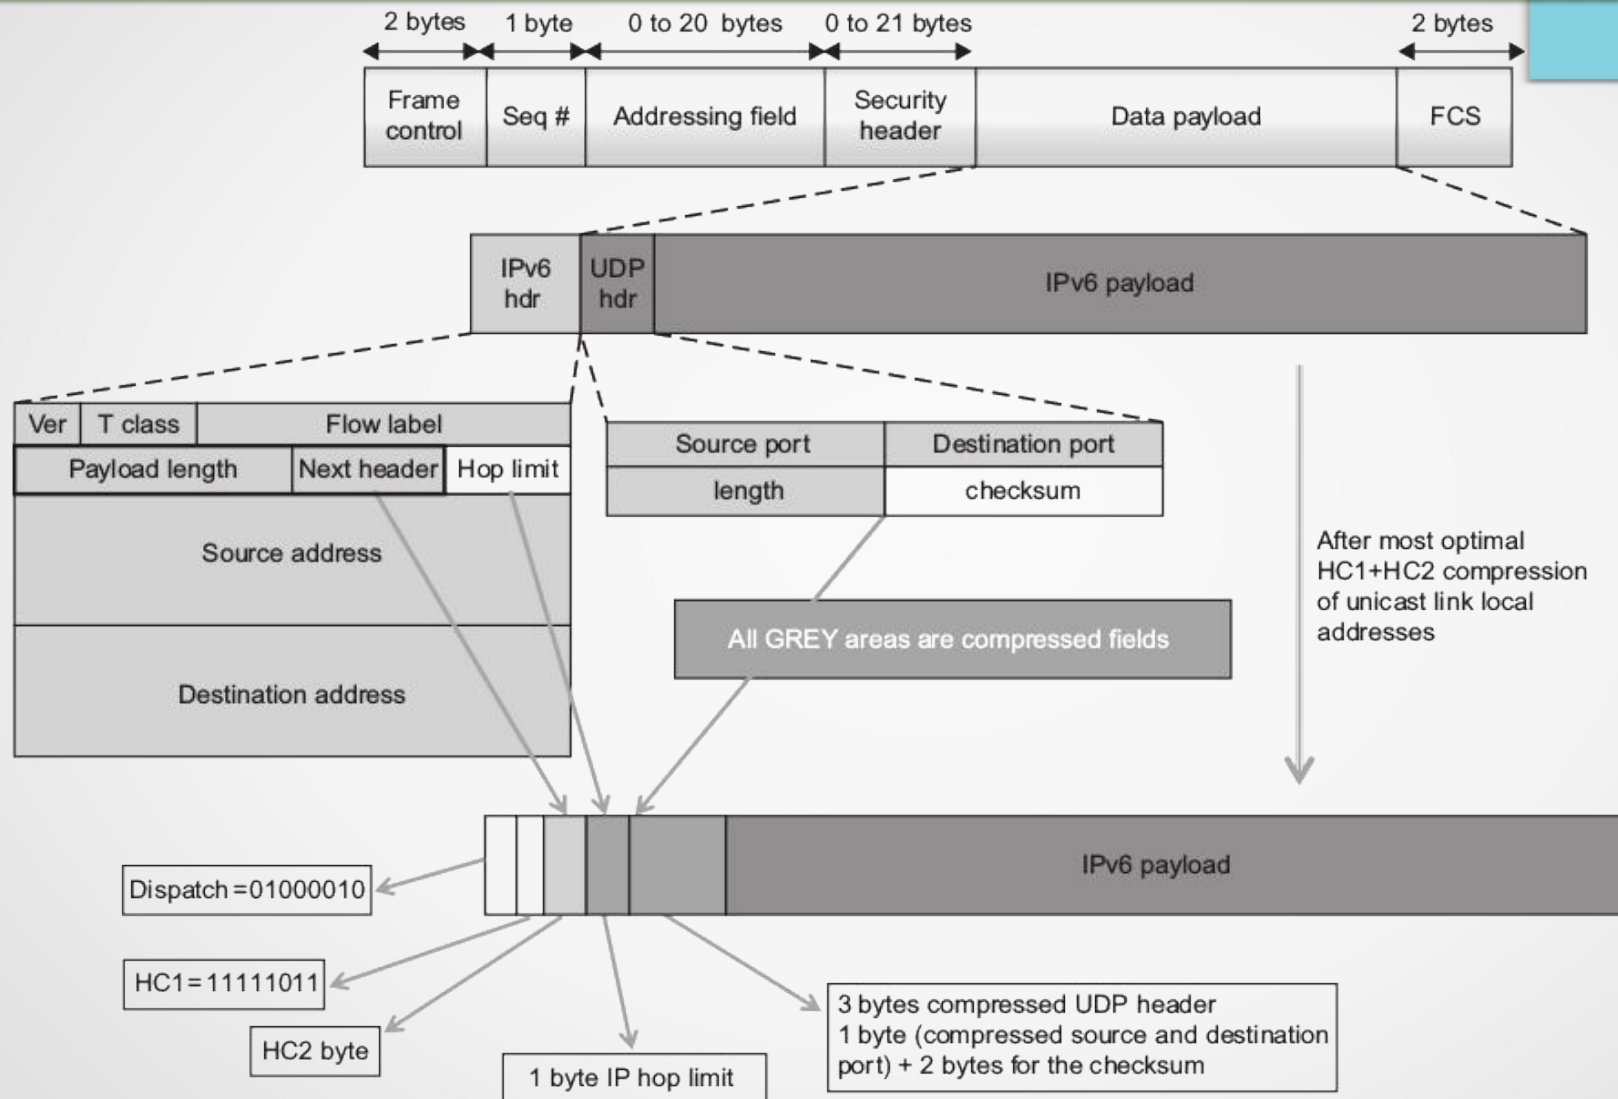 2 bytes
1 byte
0 to 20 bytes
0 to 21 bytes
2 bytes
Frame
control
Seq #
Addressing field
Security
header
Data payload
FCS
IPv6
hdr
UDP
hdr
IPv6 payload
Ver
T class
Flow label
Payload length
Next header
Hop limit
Source address
Destination address
Source port
Destination port
length
checksum
All GREY areas are compressed fields
After most optimal
HC1+HC2 compression
of unicast link local
addresses
IPv6 payload
Dispatch=01000010
HC1=11111011
HC2 byte
1 byte IP hop limit
3 bytes compressed UDP header
1 byte (compressed source and destination
port) + 2 bytes for the checksum